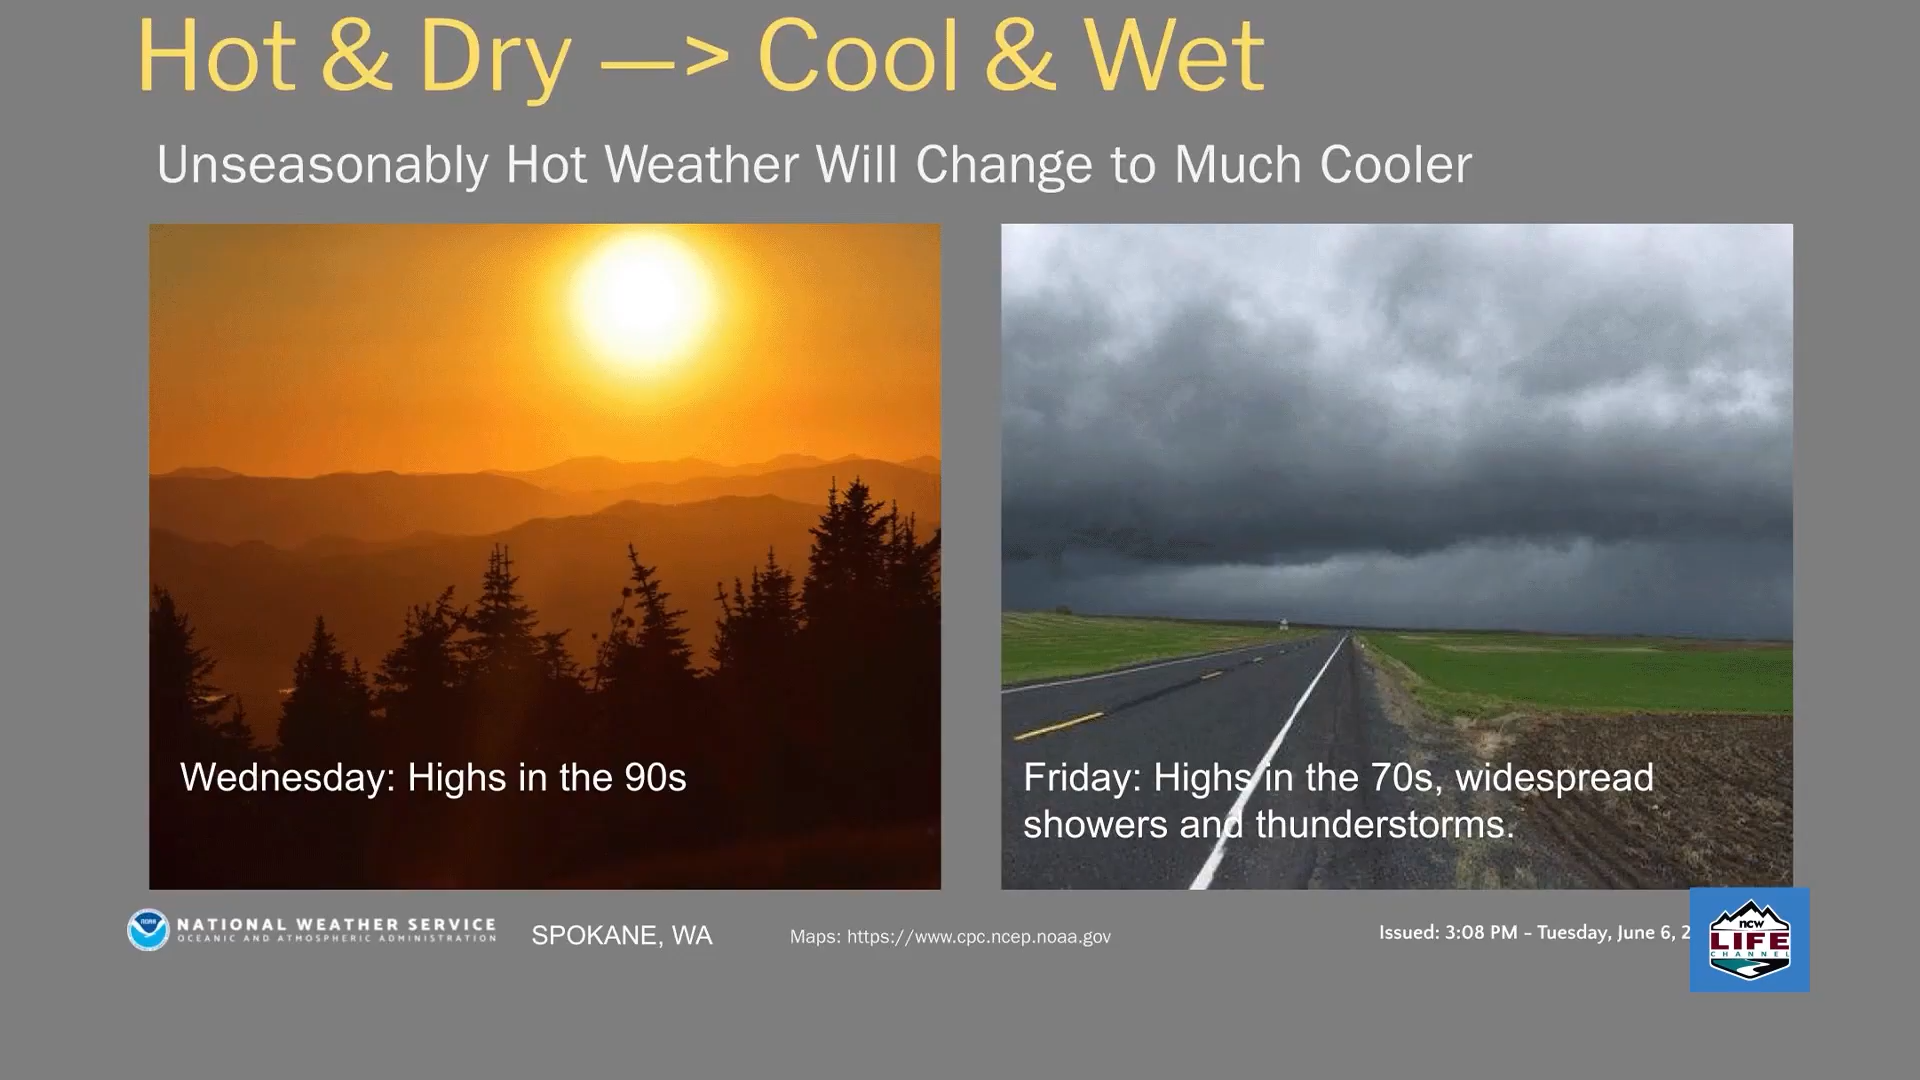 Hot & Dry —> Cool & Wet
Unseasonably Hot Weather Will Change to Much Cooler
Wednesday: Highs in the 90s
Friday: Highs in the 70s, widespread
showers and thunderstorms.
NOAA
NATIONAL WEATHER SERVICE
OCEANIC AND ATMOSPHERIC ADMINISTRATION
SPOKANE, WA
Maps: https://www.cpc.ncep.noaa.gov
Issued: 3:08 PM - Tuesday, June 6, 2
ncw
LIFE
CHANNEL